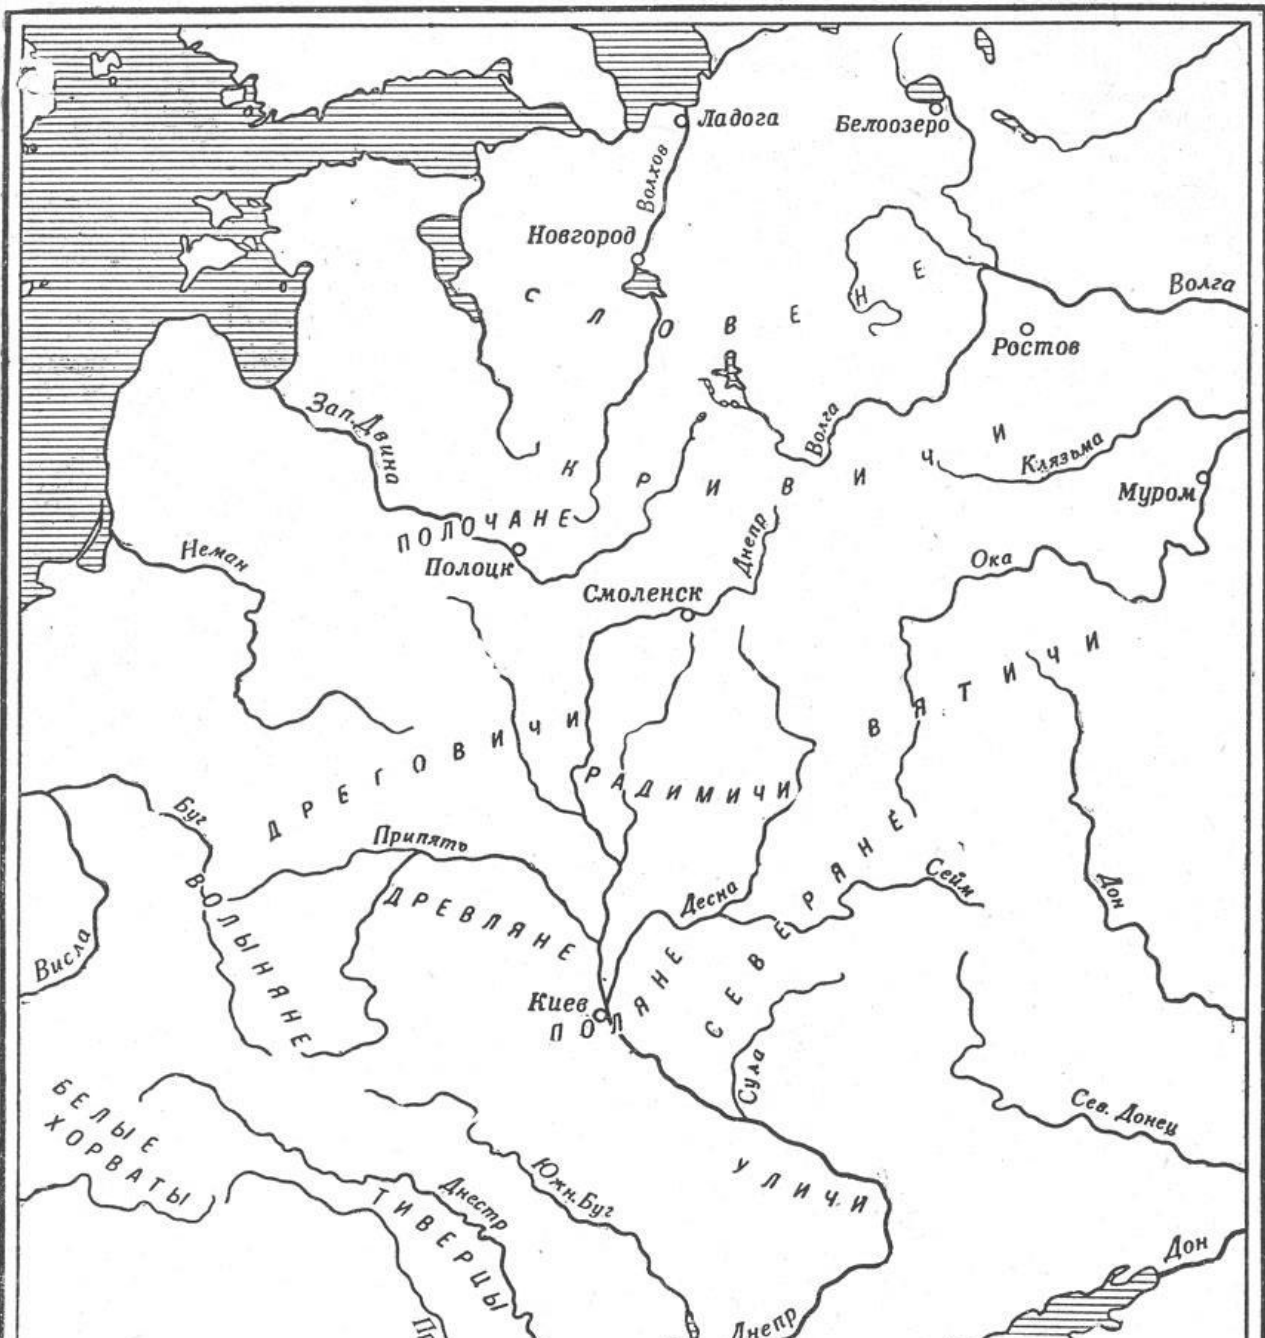 Ладога
Белоозеро
Волхов
Новгород
СЛОВЕНЕ
Волга
Ростов
Зап. Двина
Волга
КРИВИЧИ
Клязьма
Муром
ПОЛОЧАНЕ
Полоцк
Днепр
Неман
Ока
Смоленск
ВЯТИЧИ
ДРЕГОВИЧИ
РАДИМИЧИ
Буг
Припять
СЕВЕРЯНЕ
Сейм
Дон
ВОЛЫНЯНЕ
ДРЕВЛЯНЕ
Десна
Висла
Киев
ПОЛЯНЕ
Сула
Сев. Донец
БЕЛЫЕ
ХОРВАТЫ
Южн. Буг
УЛИЧИ
Днестр
ТИВЕРЦЫ
Дон
Днепр